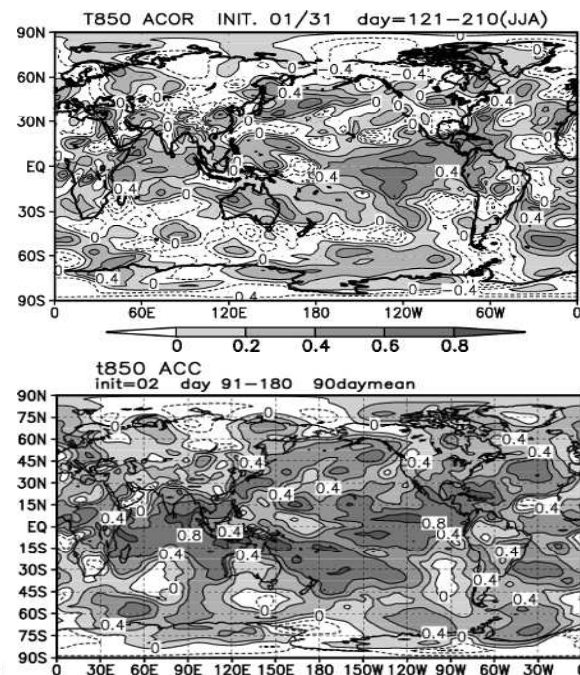 T850 ACOR INIT. 01/31 day=121-210(JJA)
90N
60N
30N
EQ
30S
60S
90S
0 60E 120E 180 120W 60W 0
0 0.2 0.4 0.6 0.8
t850 ACC
init=02 day 91-180 90daymean
90N
75N
60N
45N
30N
15N
EQ
15S
30S
45S
60S
75S
90S
0 30E 60E 90E 120E 150E 180 150W 120W 90W 60W 30W 0